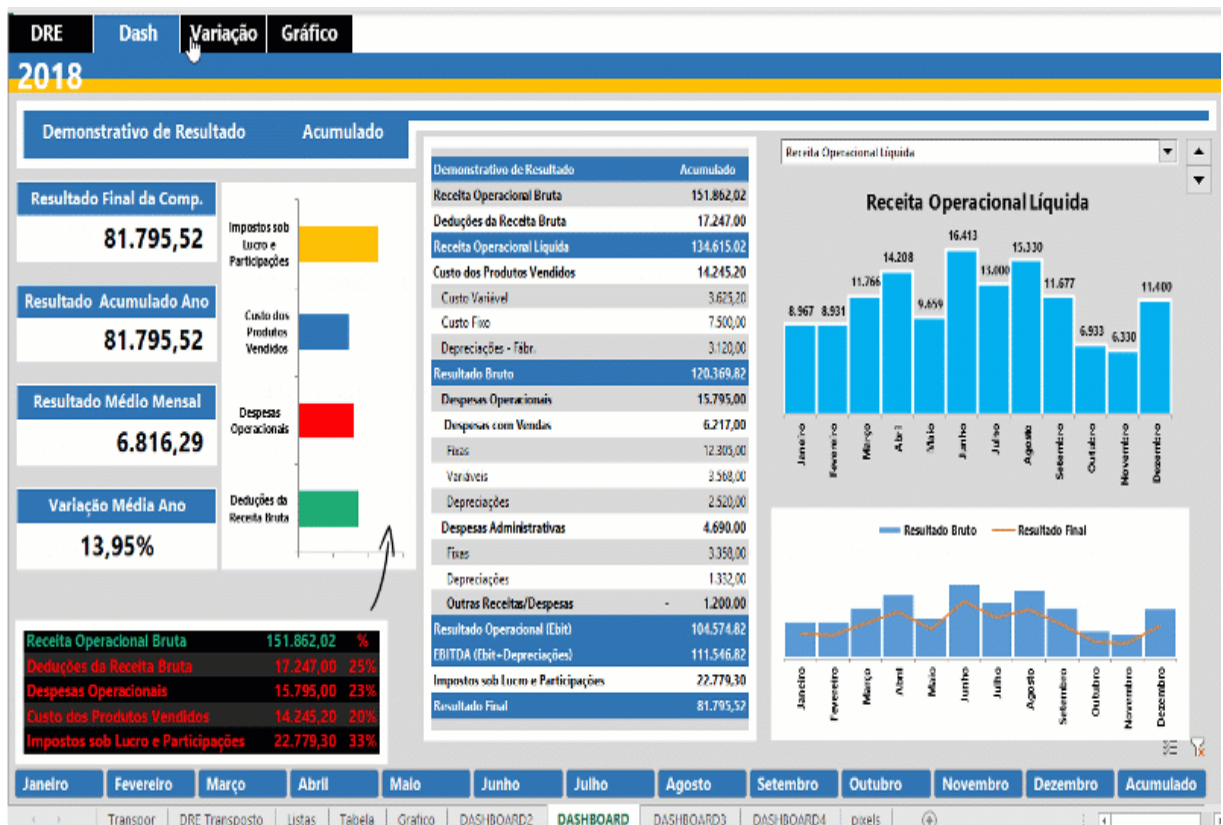 DRE Dash Variação Gráfico
2018
Demonstrativo de Resultado Acumulado
Resultado Final da Comp.
81.795,52
Resultado Acumulado Ano
81.795,52
Resultado Médio Mensal
6.816,29
Variação Média Ano
13,95%
Impostos sob
Lucro e
Participações
Custo dos
Produtos
Vendidos
Despesas
Operacionais
Deduções da
Receita Bruta
Receita Operacional Bruta 151.862,02 %
Deduções da Receita Bruta 17.247,00 25%
Despesas Operacionais 15.795,00 23%
Custo dos Produtos Vendidos 14.245,20 20%
Impostos sob Lucro e Participações 22.779,30 33%
Demonstrativo de Resultado Acumulado
Receita Operacional Bruta 151.862,02
Deduções da Receita Bruta 17.247,00
Receita Operacional Líquida 134.615,02
Custo dos Produtos Vendidos 14.245,20
Custo Variável 3.625,20
Custo Fixo 7.500,00
Depreciações - Fábr. 3.120,00
Resultado Bruto 120.369,82
Despesas Operacionais 15.795,00
Despesas com Vendas 6.217,00
Fixas 12.305,00
Variáveis 3.568,00
Depreciações 2.520,00
Despesas Administrativas 4.690,00
Fixas 3.358,00
Depreciações 1.332,00
Outras Receitas/Despesas - 1.200,00
Resultado Operacional (Ebit) 104.574,82
EBITDA (Ebit+Depreciações) 111.546,82
Impostos sob Lucro e Participações 22.779,30
Resultado Final 81.795,52
Receita Operacional Líquida
Receita Operacional Líquida
8.967 8.931 11.766 14.208 9.659 16.413 13.000 15.330 11.677 6.933 6.330 11.400
Janeiro Fevereiro Março Abril Maio Junho Julso Agosto Setembro Outubro Novembro Dezembro
Resultado Bruto Resultado Final
Janeiro Fevereiro Março Abril Maio Junho Julho Agosto Setembro Outubro Novembro Dezembro
Janeiro Fevereiro Março Abril Maio Junho Julho Agosto Setembro Outubro Novembro Dezembro Acumulado
Transpor DRE Transposto Listas Tabela Grafico DASHBOARD2 DASHBOARD DASHBOARD3 DASHBOARD4 pixels